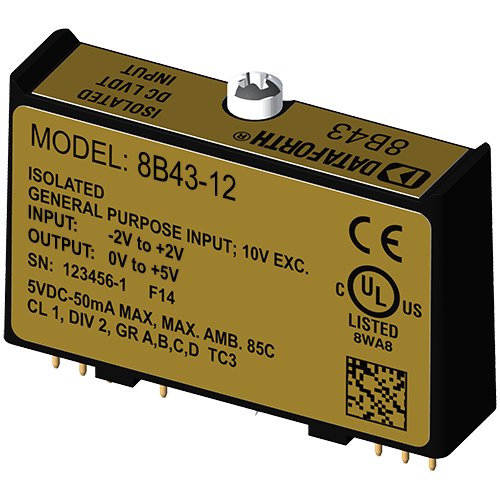 ISOLATED
DC LVDT
INPUT
DATAFORTH®
8B43
MODEL: 8B43-12
ISOLATED
GENERAL PURPOSE INPUT; 10V EXC.
INPUT: -2V to +2V
OUTPUT: 0V to +5V
SN: 123456-1 F14
5VDC-50mA MAX, MAX. AMB. 85C
CL 1, DIV 2, GR A,B,C,D TC3
CE
C UL US
LISTED
8WA8